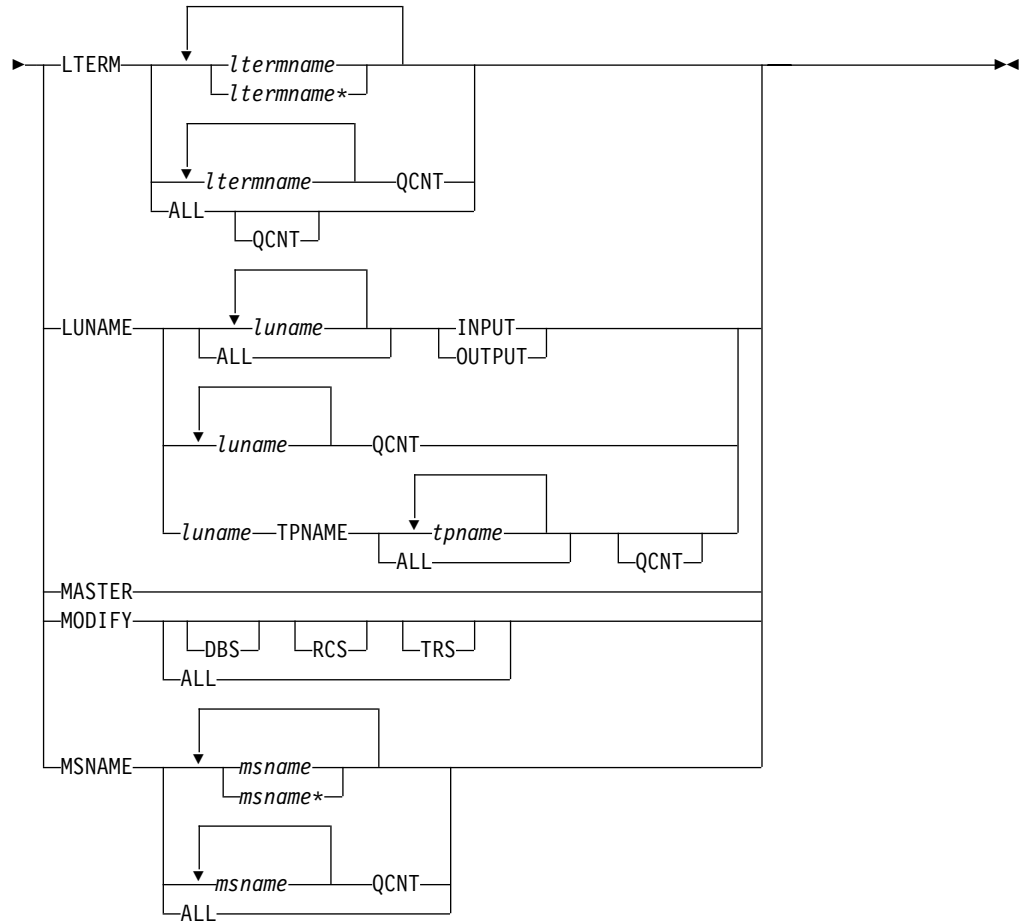 LTERM ltermname
ltermname*
ltermname QCNT
ALL
QCNT
LUNAME luname INPUT
ALL OUTPUT
luname QCNT
luname TPNAME tpname
ALL QCNT
MASTER
MODIFY
DBS RCS TRS
ALL
MSNAME msname
msname*
msname QCNT
ALL